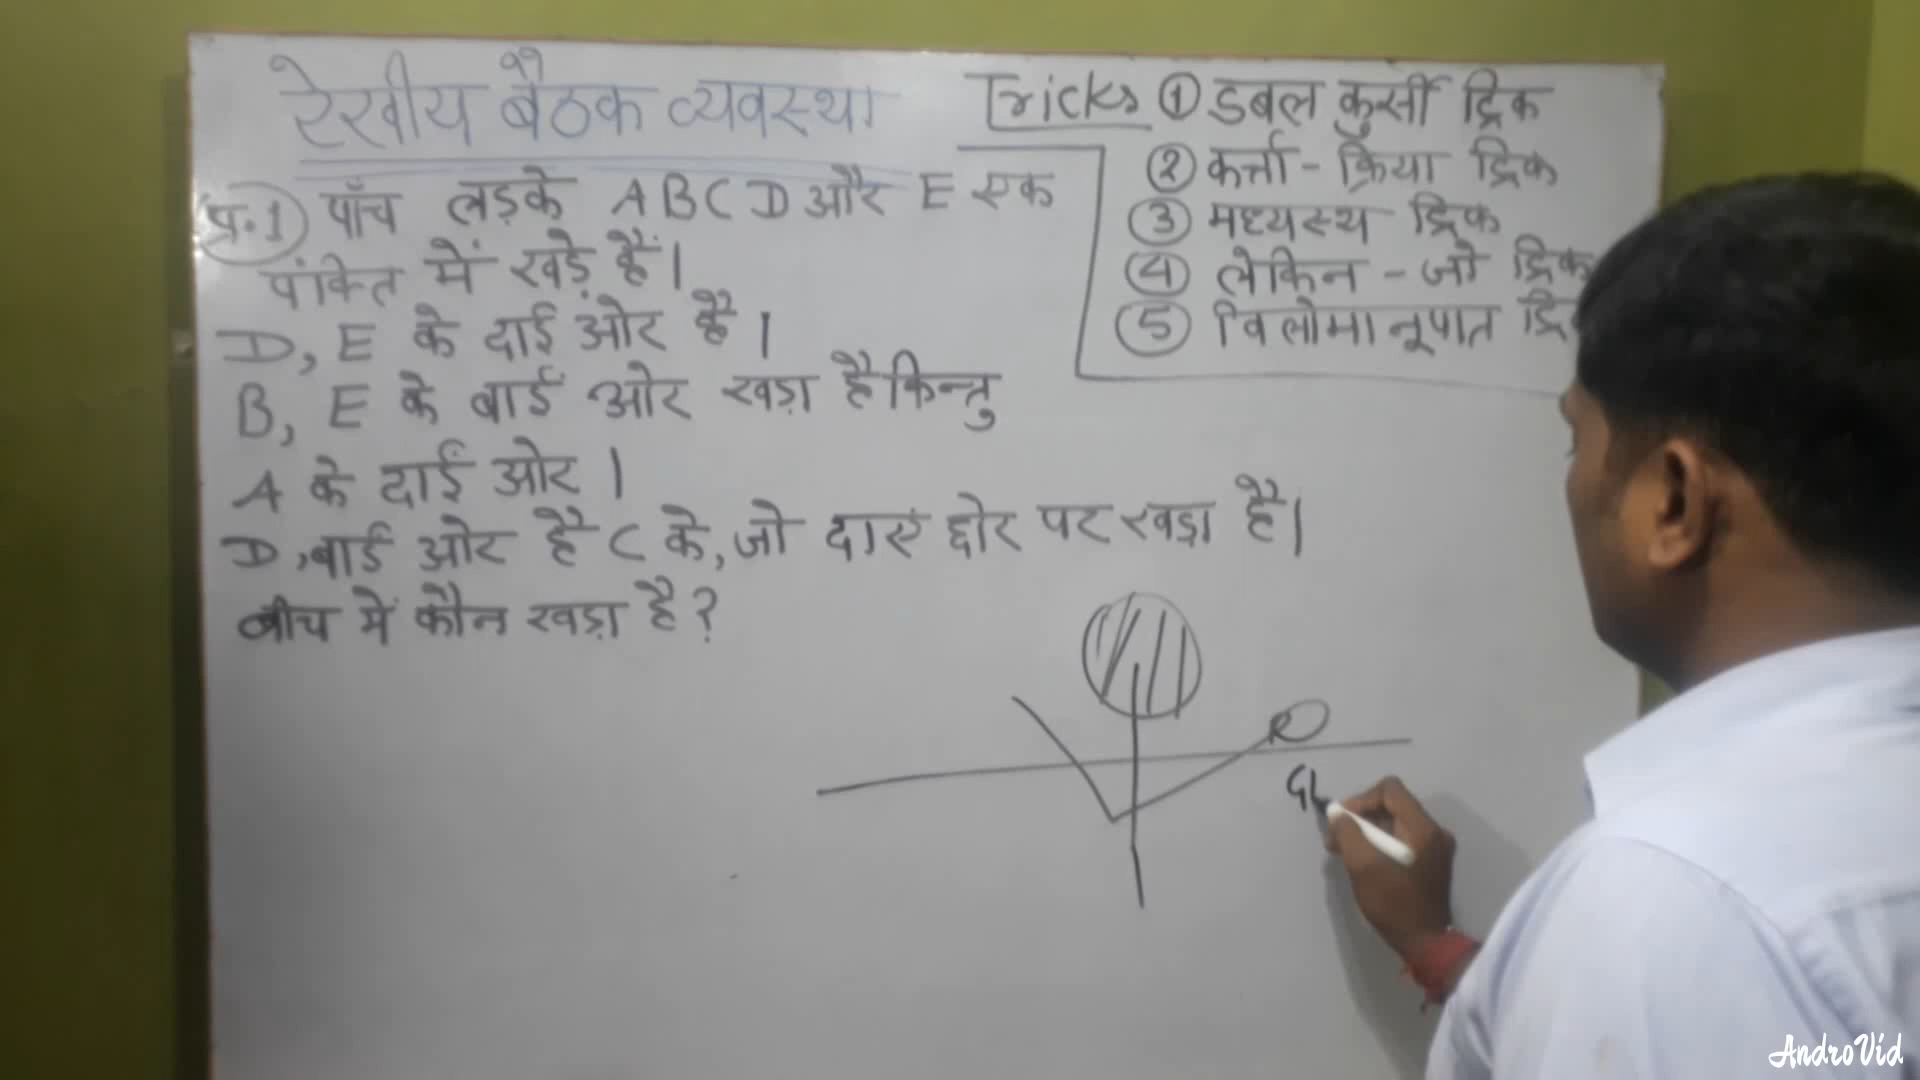 रेखीय बैठक व्यवस्था
प्र.1 पाँच लड़के A B C D और E एक
पंक्ति में खड़े हैं।
D, E के दाई ओर है।
B, E के बाईं ओर खड़ा है किन्तु
A के दाईं ओर।
D, बाईं ओर है C के, जो दाएं छोर पर खड़ा है।
बीच में कौन खड़ा है?
Tricks ① डबल कुर्सी ट्रिक
② कर्त्ता - क्रिया ट्रिक
③ मध्यस्थ ट्रिक
④ लेकिन - जो ट्रिक
⑤ विलोमानूपात ट्रि
R
AndroVid